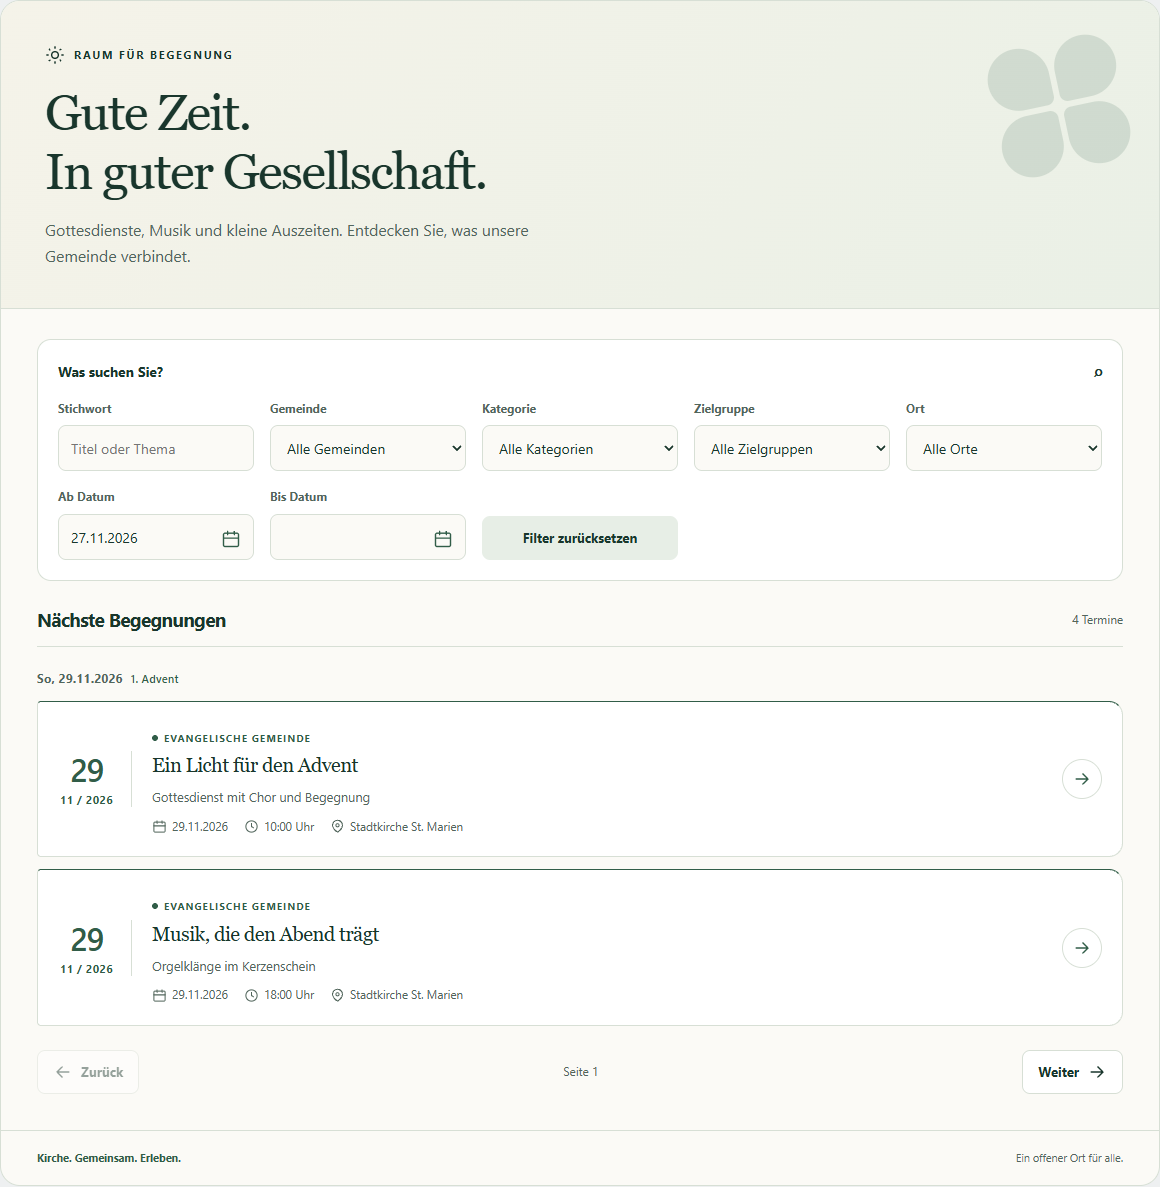 RAUM FÜR BEGEGNUNG
Gute Zeit.
In guter Gesellschaft.
Gottesdienste, Musik und kleine Auszeiten. Entdecken Sie, was unsere
Gemeinde verbindet.
Was suchen Sie?
Stichwort Gemeinde Kategorie Zielgruppe Ort
Titel oder Thema Alle Gemeinden Alle Kategorien Alle Zielgruppen Alle Orte
Ab Datum Bis Datum
27.11.2026 Filter zurücksetzen
Nächste Begegnungen 4 Termine
So, 29.11.2026 1. Advent
EVANGELISCHE GEMEINDE
29
11 / 2026
Ein Licht für den Advent
Gottesdienst mit Chor und Begegnung
29.11.2026 10:00 Uhr Stadtkirche St. Marien
EVANGELISCHE GEMEINDE
29
11 / 2026
Musik, die den Abend trägt
Orgelklänge im Kerzenschein
29.11.2026 18:00 Uhr Stadtkirche St. Marien
Zurück Seite 1 Weiter
Kirche. Gemeinsam. Erleben. Ein offener Ort für alle.